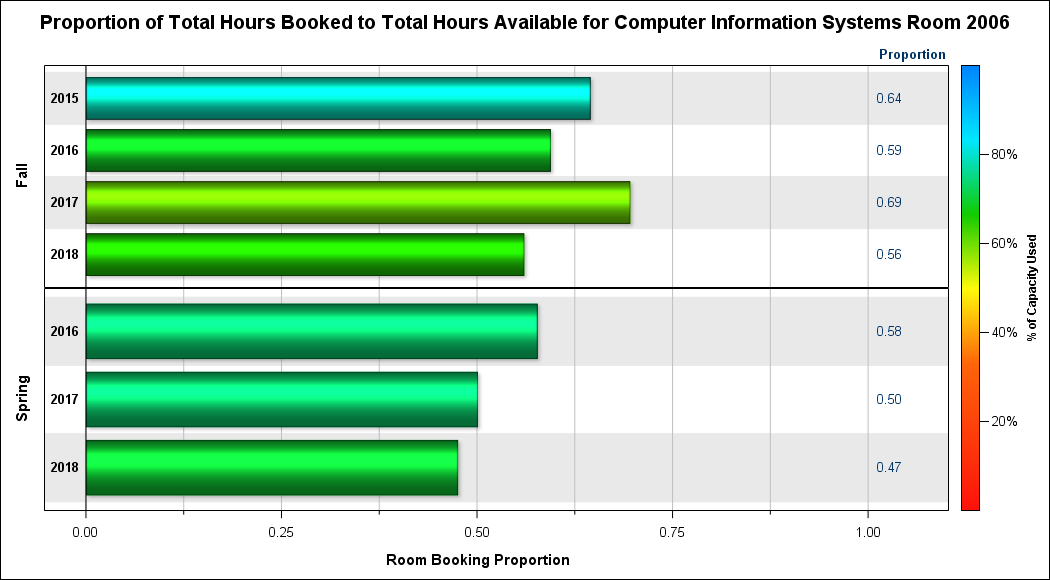 Proportion of Total Hours Booked to Total Hours Available for Computer Information Systems Room 2006
Proportion
Fall
2015 0.64
2016 0.59
2017 0.69
2018 0.56
Spring
2016 0.58
2017 0.50
2018 0.47
0.00 0.25 0.50 0.75 1.00
Room Booking Proportion
80%
60%
40%
20%
% of Capacity Used